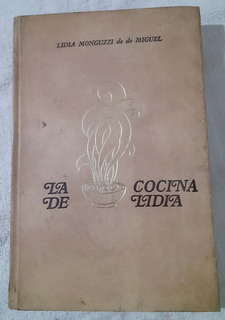 LIDIA MONGUZZI de de MIGUEL
LA COCINA
DE LIDIA